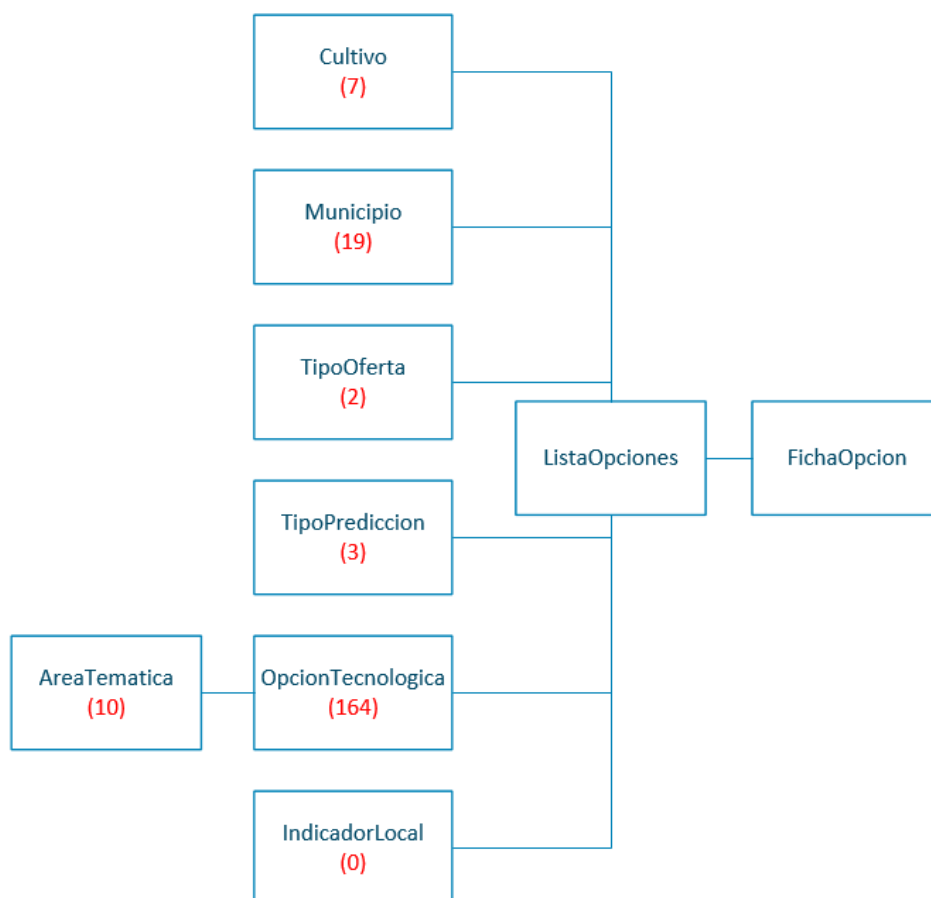 Cultivo
(7)
Municipio
(19)
TipoOferta
(2)
ListaOpciones
FichaOpcion
TipoPrediccion
(3)
AreaTematica
(10)
OpcionTecnologica
(164)
IndicadorLocal
(0)